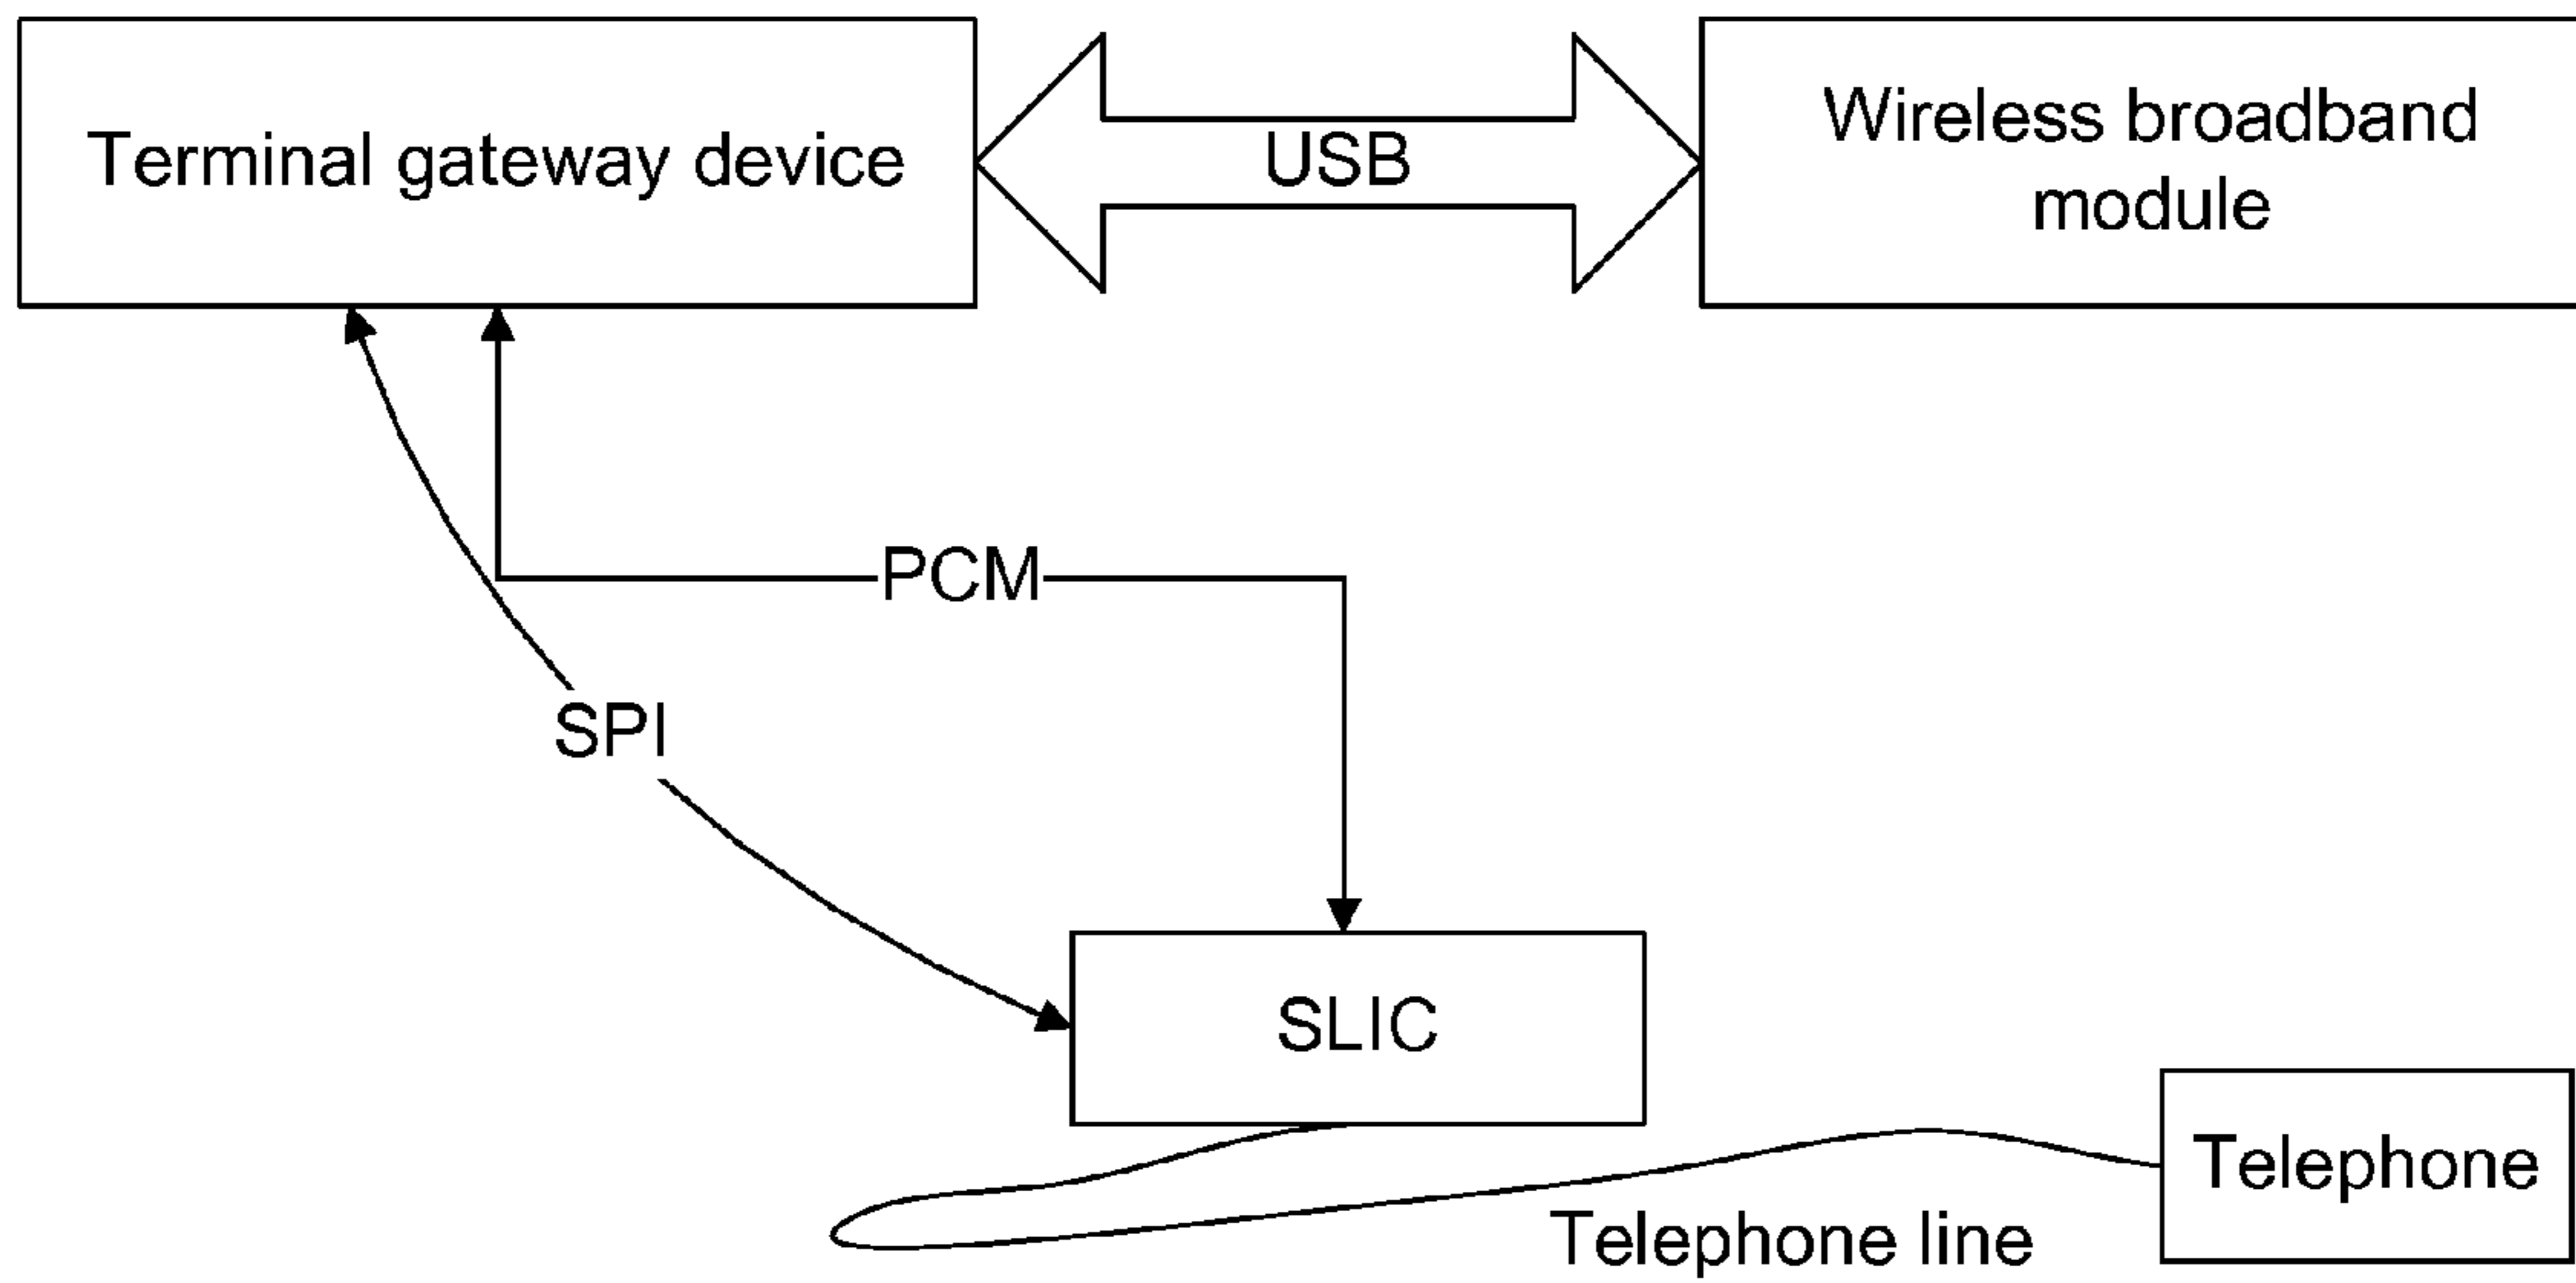 Terminal gateway device
USB
Wireless broadband
module
PCM
SPI
SLIC
Telephone
Telephone line